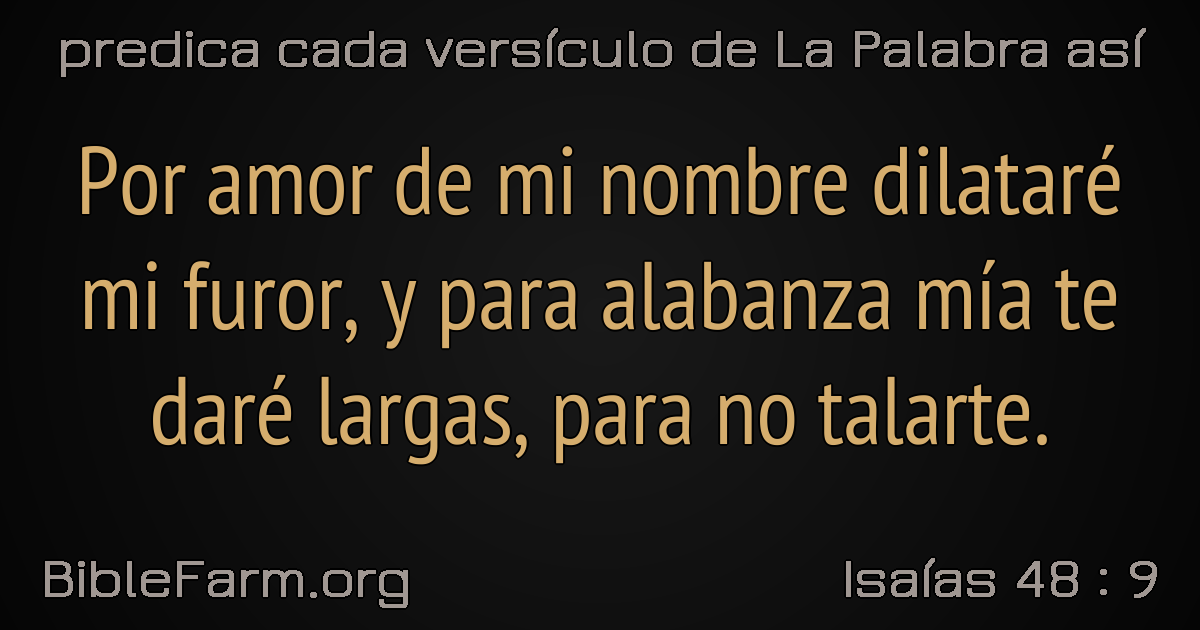 predica cada versículo de La Palabra así
Por amor de mi nombre dilataré
mi furor, y para alabanza mía te
daré largas, para no talarte.
BibleFarm.org
Isaías 48 : 9